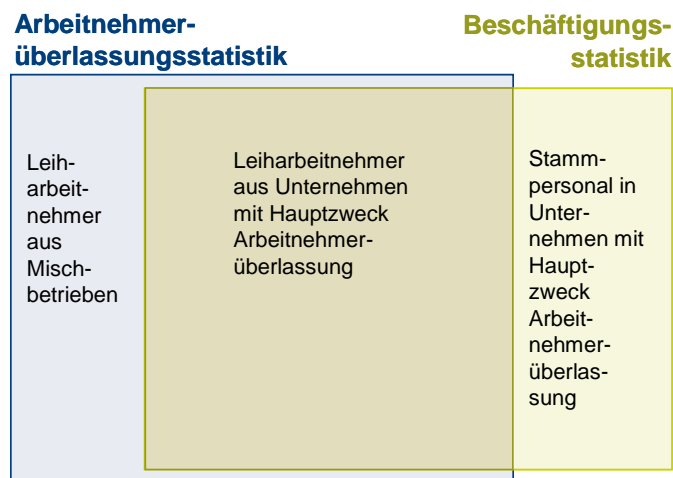 Arbeitnehmer-
überlassungsstatistik
Beschäftigungs-
statistik
Leih-
arbeit-
nehmer
aus
Misch-
betrieben
Leiharbeitnehmer
aus Unternehmen
mit Hauptzweck
Arbeitnehmer-
überlassung
Stamm-
personal in
Unter-
nehmen mit
Haupt-
zweck
Arbeit-
nehmer-
überlas-
sung